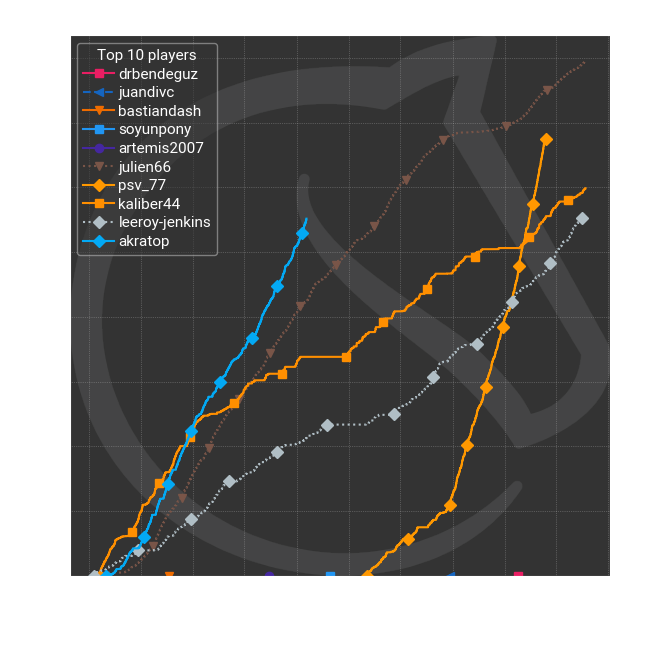 Top 10 players
drbendeguz
juandivc
bastiandash
soyunpony
artemis2007
julien66
psv_77
kaliber44
leeroy-jenkins
akratop